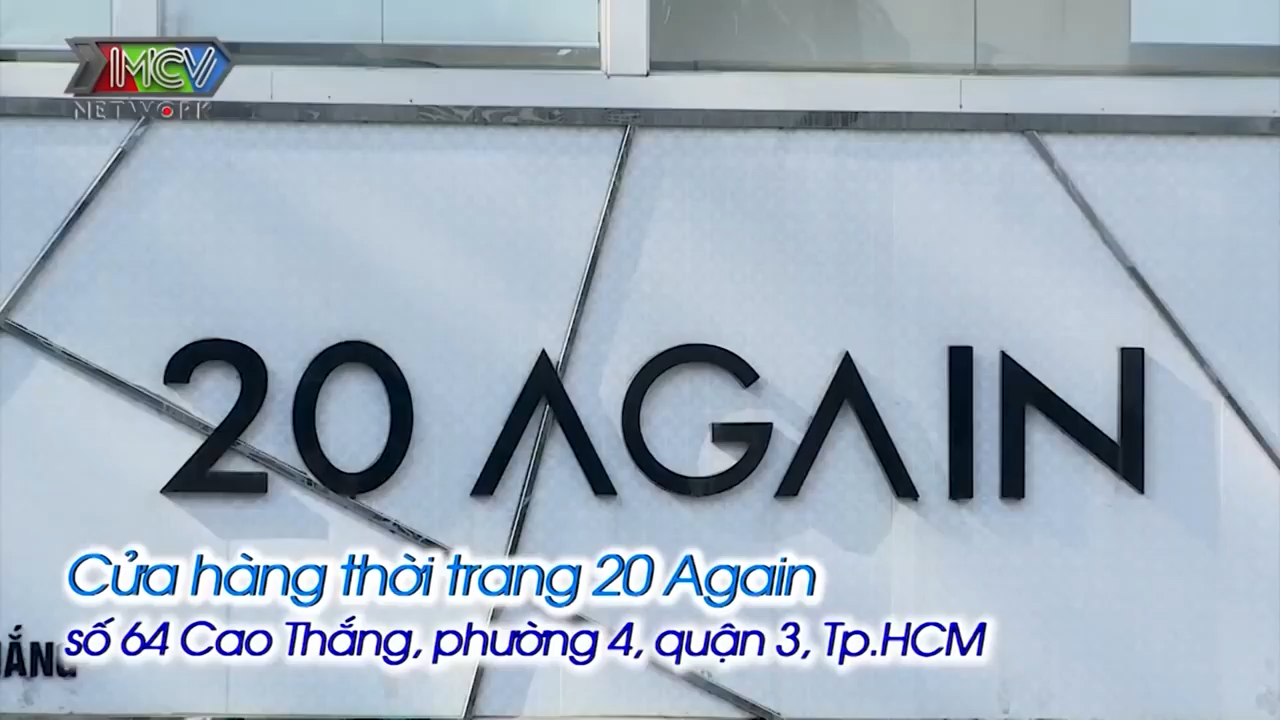 MCV
NETWORK
20 AGAIN
Cửa hàng thời trang 20 Again
số 64 Cao Thắng, phường 4, quận 3, Tp.HCM